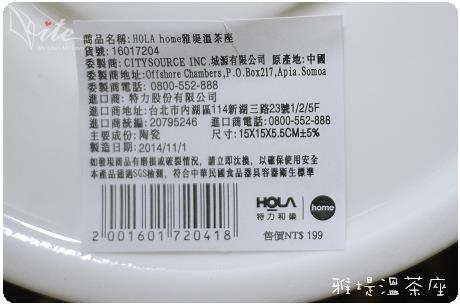 商品名稱:HOLA home雅堤溫茶座
貨號:16017204
委製商:CITYSOURCE INC.城源有限公司 原產地:中國
委製商地址:Offshore Chambers,P.O.Box217,Apia.Somoa
委製商電話:0800-552-888
進口商:特力股份有限公司
進口商地址:台北市內湖區114新湖三路23號1/2/5F
進口商統編:20795246 進口商電話:0800-552-888
主要成份:陶瓷 尺寸:15X15X5.5CM±5%
製造日期:2014/11/1
如發現商品有磨損或破裂情況,請立即汰換,以確保使用安全
本產品通過SGS檢測,符合中華民國食品器具容器衛生標準
HOLA home
特力和樂
2 001601 720418
售價NT$ 199
雅堤溫茶座